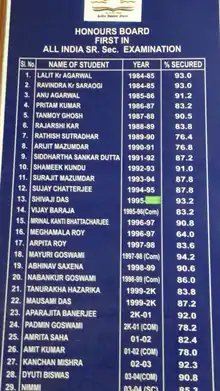 HONOURS BOARD
FIRST IN
ALL INDIA SR. Sec. EXAMINATION
Sl. No. NAME OF STUDENT YEAR % SECURED
1. LALIT Kr AGARWAL 1984-85 93.0
2. RAVINDRA Kr SARAOGI 1984-85 93.0
3. ANU AGARWAL 1985-86 91.2
4. PRITAM KUMAR 1986-87 83.2
5. TANMOY GHOSH 1987-88 90.5
6. RAJARSHI KAR 1988-89 83.8
7. RATHISH SUTRADHAR 1989-90 76.4
8. ARIJIT MAZUMDAR 1990-91 76.8
9. SIDDHARTHA SANKAR DUTTA 1991-92 87.2
10. SHAMEEK KUNDU 1992-93 91.0
11. SURAJIT MAZUMDAR 1993-94 87.8
12. SUJAY CHATTERJEE 1994-95 87.8
13. SHIVAJI DAS 1995- 93.2
14. VIJAY BARAJA 1995-96(Com) 83.2
15. MRINAL KANTI BHATTACHARJEE 1996-97 90.8
16. MEGHAMALA ROY 1996-97 64.0
17. ARPITA ROY 1997-98 83.6
18. MAYURI GOSWAMI 1997-98 (Com) 94.2
19. ABHINAV SAXENA 1998-99 90.6
20. NABANKUR GOSWAMI 1998-99 (Com) 86.0
21. TANURAKHA HAZARIKA 1999-2K 83.8
22. MAUSAMI DAS 1999-2K 87.2
23. APARAJITA BANERJEE 2K-01 92.0
24. PADMIN GOSWAMI 2K-01 (COM) 78.2
25. AMRITA SAHA 01-02 82.4
26. AMIT KUMAR 01-02 (COM) 78.0
27. KANCHAN MISHRA 02-03 92.3
28. DYUTI BISWAS 03-04(COM) 90.8
29. NIMMI 95.3